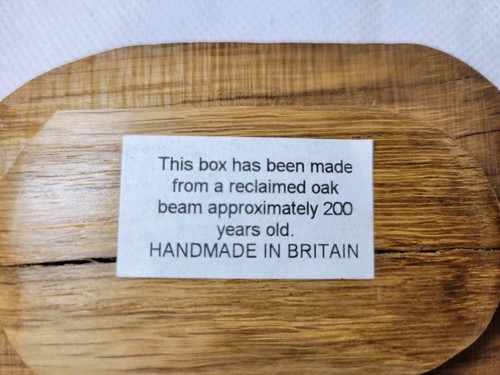 This box has been made
from a reclaimed oak
beam approximately 200
years old.
HANDMADE IN BRITAIN